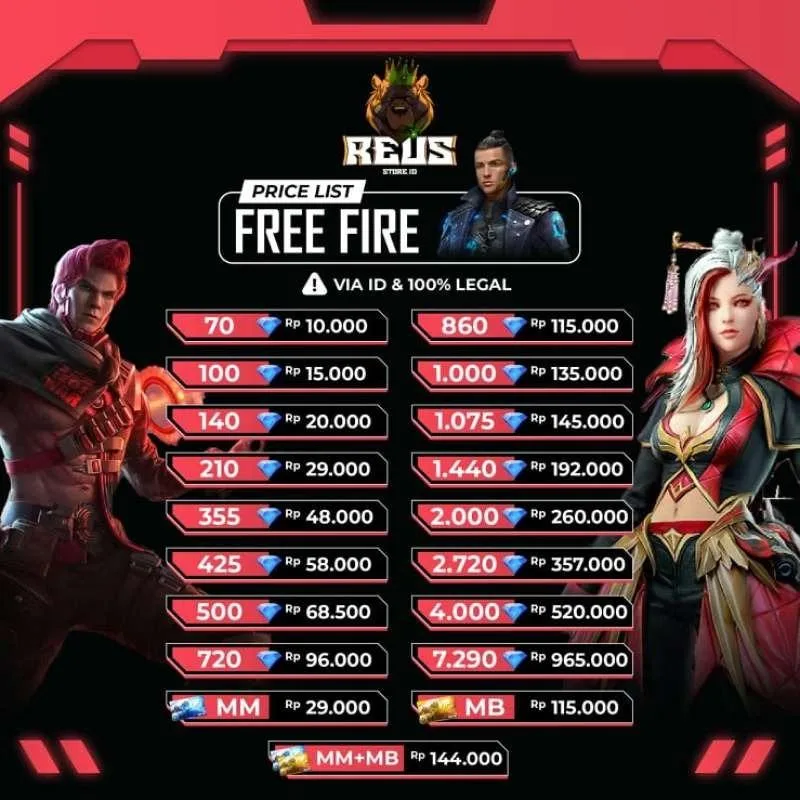 REUS
STORE.ID
PRICE LIST
FREE FIRE
VIA ID & 100% LEGAL
70 Rp 10.000
100 Rp 15.000
140 Rp 20.000
210 Rp 29.000
355 Rp 48.000
425 Rp 58.000
500 Rp 68.500
720 Rp 96.000
MM Rp 29.000
860 Rp 115.000
1.000 Rp 135.000
1.075 Rp 145.000
1.440 Rp 192.000
2.000 Rp 260.000
2.720 Rp 357.000
4.000 Rp 520.000
7.290 Rp 965.000
MB Rp 115.000
MM+MB Rp 144.000